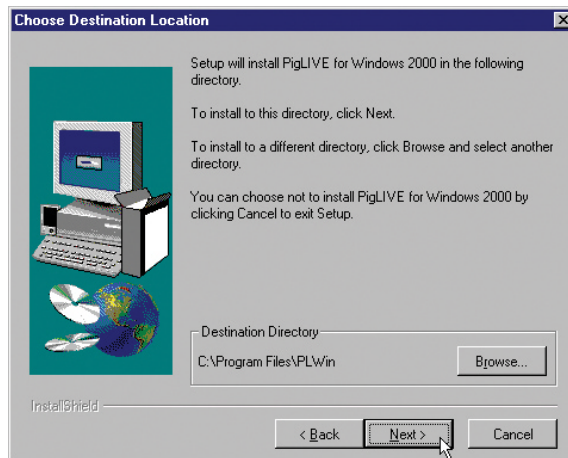 Choose Destination Location
Setup will install PigLIVE for Windows 2000 in the following
directory.
To install to this directory, click Next.
To install to a different directory, click Browse and select another
directory.
You can choose not to install PigLIVE for Windows 2000 by
clicking Cancel to exit Setup.
Destination Directory
C:\Program Files\PLWin
Browse...
InstallShield
< Back
Next >
Cancel